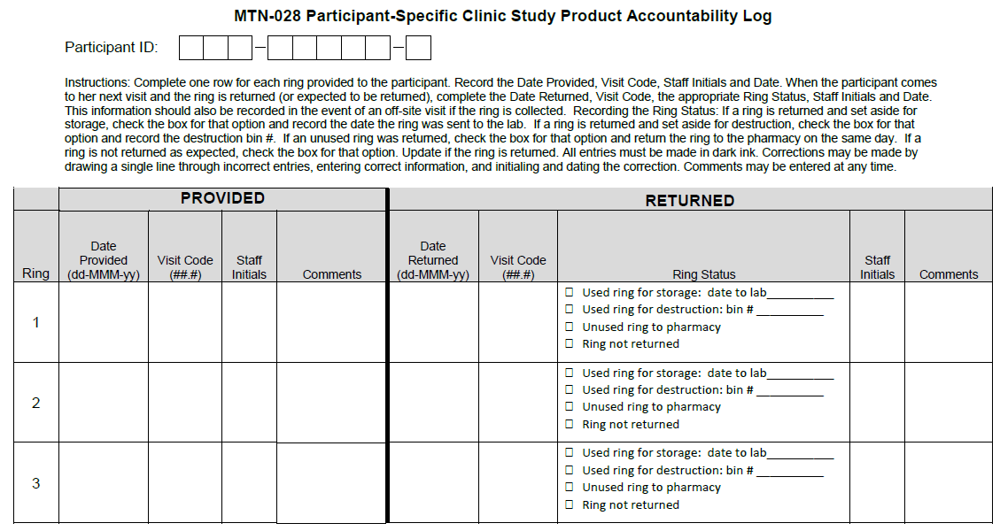 MTN-028 Participant-Specific Clinic Study Product Accountability Log
Participant ID: – –
Instructions: Complete one row for each ring provided to the participant. Record the Date Provided, Visit Code, Staff Initials and Date. When the participant comes
to her next visit and the ring is returned (or expected to be returned), complete the Date Returned, Visit Code, the appropriate Ring Status, Staff Initials and Date.
This information should also be recorded in the event of an off-site visit if the ring is collected.  Recording the Ring Status: If a ring is returned and set aside for
storage, check the box for that option and record the date the ring was sent to the lab.  If a ring is returned and set aside for destruction, check the box for that
option and record the destruction bin #.  If an unused ring was returned, check the box for that option and return the ring to the pharmacy on the same day.  If a
ring is not returned as expected, check the box for that option. Update if the ring is returned. All entries must be made in dark ink. Corrections may be made by
drawing a single line through incorrect entries, entering correct information, and initialing and dating the correction. Comments may be entered at any time.
PROVIDED
RETURNED
Ring
Date
Provided
(dd-MMM-yy)
Visit Code
(##.#)
Staff
Initials
Comments
Date
Returned
(dd-MMM-yy)
Visit Code
(##.#)
Ring Status
Staff
Initials
Comments
1
☐ Used ring for storage:  date to lab___________
☐ Used ring for destruction: bin # ___________
☐ Unused ring to pharmacy
☐ Ring not returned
2
☐ Used ring for storage:  date to lab___________
☐ Used ring for destruction: bin # ___________
☐ Unused ring to pharmacy
☐ Ring not returned
3
☐ Used ring for storage:  date to lab___________
☐ Used ring for destruction: bin # ___________
☐ Unused ring to pharmacy
☐ Ring not returned